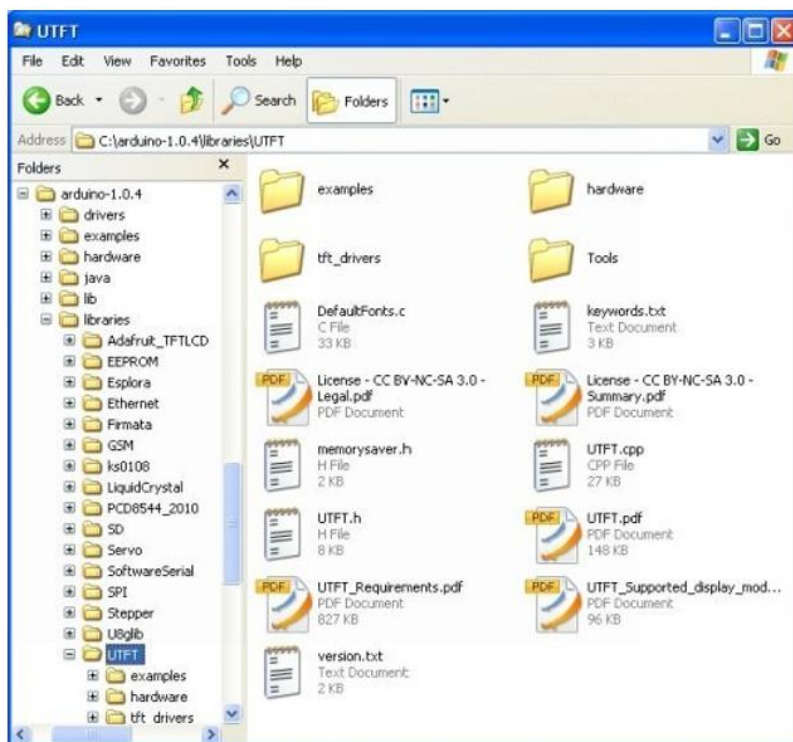 UTFT
File Edit View Favorites Tools Help
Back Search Folders
Address C:\arduino-1.0.4\libraries\UTFT Go
Folders
arduino-1.0.4
drivers
examples
hardware
java
lib
libraries
Adafruit_TFTLCD
EEPROM
Esplora
Ethernet
Firmata
GSM
ks0108
LiquidCrystal
PCD8544_2010
SD
Servo
SoftwareSerial
SPI
Stepper
U8glib
UTFT
examples
hardware
tft_drivers
examples
hardware
tft_drivers
Tools
DefaultFonts.c
C File
33 KB
keywords.txt
Text Document
3 KB
PDF
License - CC BY-NC-SA 3.0 -
Legal.pdf
PDF Document
PDF
License - CC BY-NC-SA 3.0 -
Summary.pdf
PDF Document
memorysaver.h
H File
2 KB
UTFT.cpp
CPP File
27 KB
UTFT.h
H File
8 KB
PDF
UTFT.pdf
PDF Document
148 KB
PDF
UTFT_Requirements.pdf
PDF Document
827 KB
PDF
UTFT_Supported_display_mod...
PDF Document
96 KB
version.txt
Text Document
2 KB